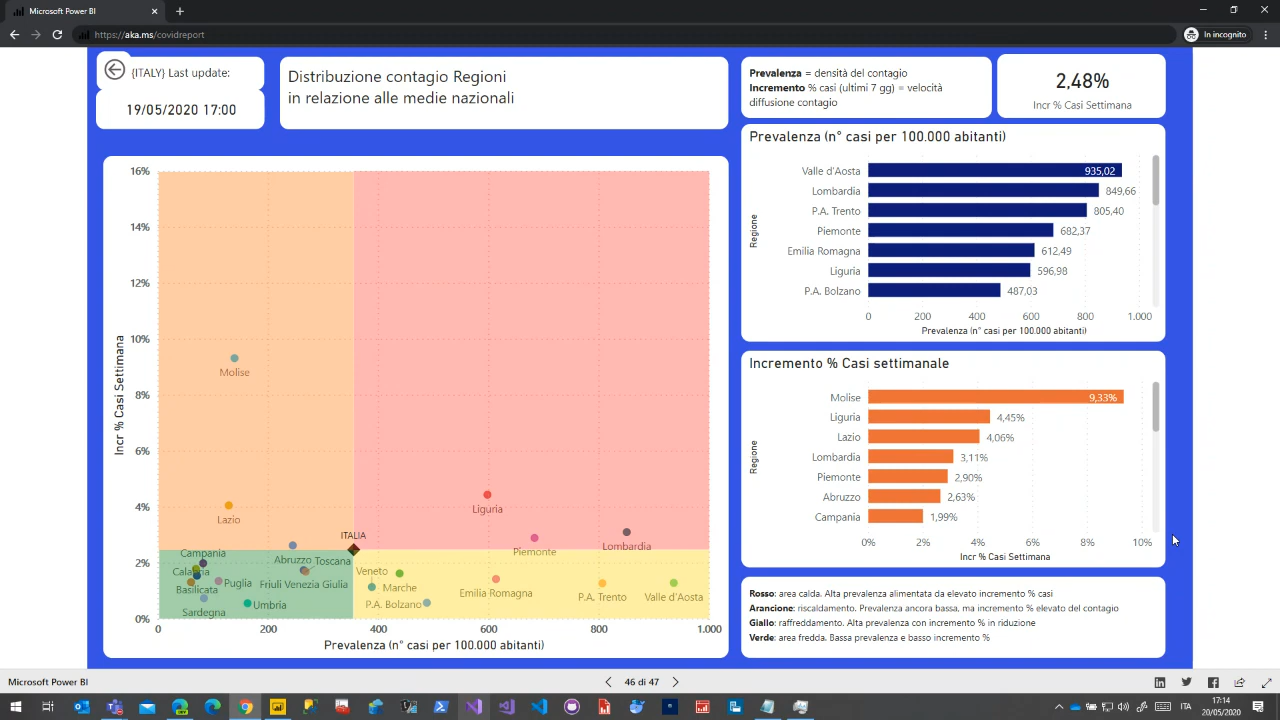 Microsoft Power BI
https://aka.ms/covidreport
In incognito
(ITALY) Last update:
19/05/2020 17:00
Distribuzione contagio Regioni
in relazione alle medie nazionali
Prevalenza = densità del contagio
Incremento % casi (ultimi 7 gg) = velocità
diffusione contagio
2,48%
Incr % Casi Settimana
Incr % Casi Settimana
16%
14%
12%
10%
8%
6%
4%
2%
0%
Molise
Lazio
Liguria
ITALIA
Lombardia
Piemonte
Campania
Abruzzo
Toscana
Calabria
Veneto
Puglia
Friuli Venezia Giulia
Basilicata
Marche
Emilia Romagna
P.A. Trento
Valle d'Aosta
Umbria
P.A. Bolzano
Sardegna
0
200
400
600
800
1.000
Prevalenza (n° casi per 100.000 abitanti)
Prevalenza (n° casi per 100.000 abitanti)
Regione
Valle d'Aosta 935,02
Lombardia 849,66
P.A. Trento 805,40
Piemonte 682,37
Emilia Romagna 612,49
Liguria 596,98
P.A. Bolzano 487,03
0 200 400 600 800 1.000
Prevalenza (n° casi per 100.000 abitanti)
Incremento % Casi settimanale
Regione
Molise 9,33%
Liguria 4,45%
Lazio 4,06%
Lombardia 3,11%
Piemonte 2,90%
Abruzzo 2,63%
Campania 1,99%
0% 2% 4% 6% 8% 10%
Incr % Casi Settimana
Rosso: area calda. Alta prevalenza alimentata da elevato incremento % casi
Arancione: riscaldamento. Prevalenza ancora bassa, ma incremento % elevato del contagio
Giallo: raffreddamento. Alta prevalenza con incremento % in riduzione
Verde: area fredda. Bassa prevalenza e basso incremento %
Microsoft Power BI
46 di 47
ITA
17:14
20/05/2020